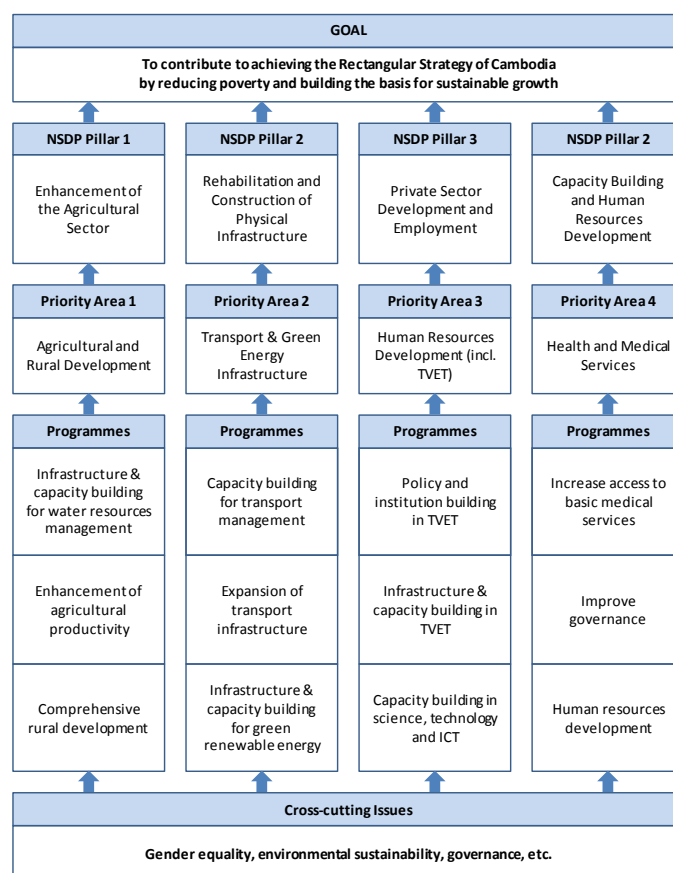 GOAL
To contribute to achieving the Rectangular Strategy of Cambodia
by reducing poverty and building the basis for sustainable growth
NSDP Pillar 1
Enhancement of
the Agricultural
Sector
NSDP Pillar 2
Rehabilitation and
Construction of
Physical
Infrastructure
NSDP Pillar 3
Private Sector
Development and
Employment
NSDP Pillar 2
Capacity Building
and Human
Resources
Development
Priority Area 1
Agricultural and
Rural Development
Priority Area 2
Transport & Green
Energy
Infrastructure
Priority Area 3
Human Resources
Development (incl.
TVET)
Priority Area 4
Health and Medical
Services
Programmes
Infrastructure &
capacity building
for water resources
management
Enhancement of
agricultural
productivity
Comprehensive
rural development
Programmes
Capacity building
for transport
management
Expansion of
transport
infrastructure
Infrastructure &
capacity building
for green
renewable energy
Programmes
Policy and
institution building
in TVET
Infrastructure &
capacity building in
TVET
Capacity building in
science, technology
and ICT
Programmes
Increase access to
basic medical
services
Improve
governance
Human resources
development
Cross-cutting Issues
Gender equality, environmental sustainability, governance, etc.